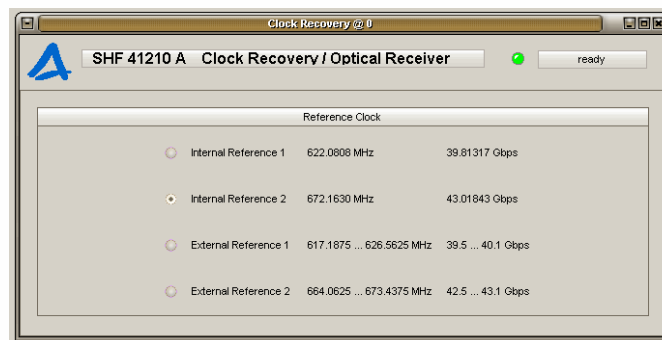 Clock Recovery @ 0
SHF 41210 A Clock Recovery / Optical Receiver ready
Reference Clock
Internal Reference 1 622.0808 MHz 39.81317 Gbps
Internal Reference 2 672.1630 MHz 43.01843 Gbps
External Reference 1 617.1875 ... 626.5625 MHz 39.5 ... 40.1 Gbps
External Reference 2 664.0625 ... 673.4375 MHz 42.5 ... 43.1 Gbps